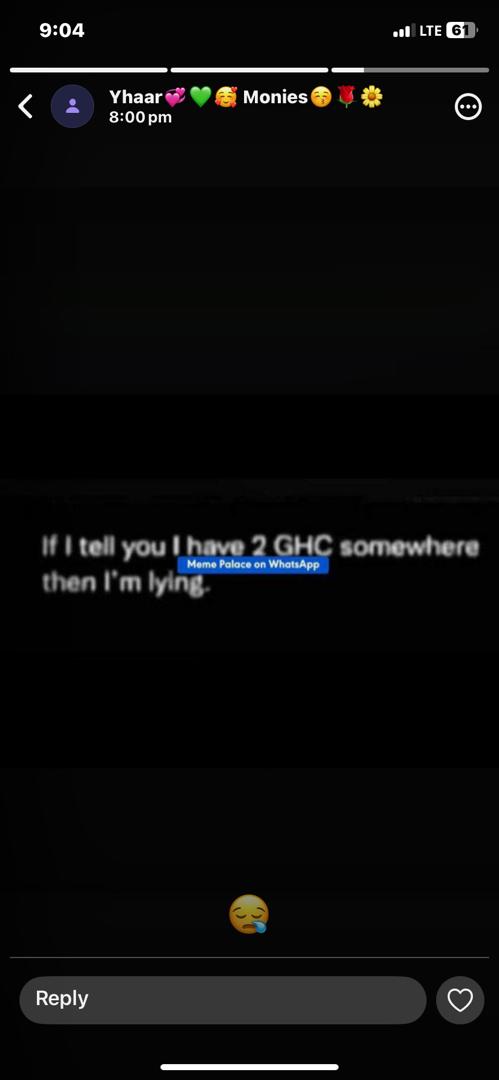 9:04
LTE 61
Yhaar💞💚🥰 Monies😚🌹🌼
8:00 pm
If I tell you I have 2 GHC somewhere
Meme Palace on WhatsApp
then I'm lying.
😪
Reply